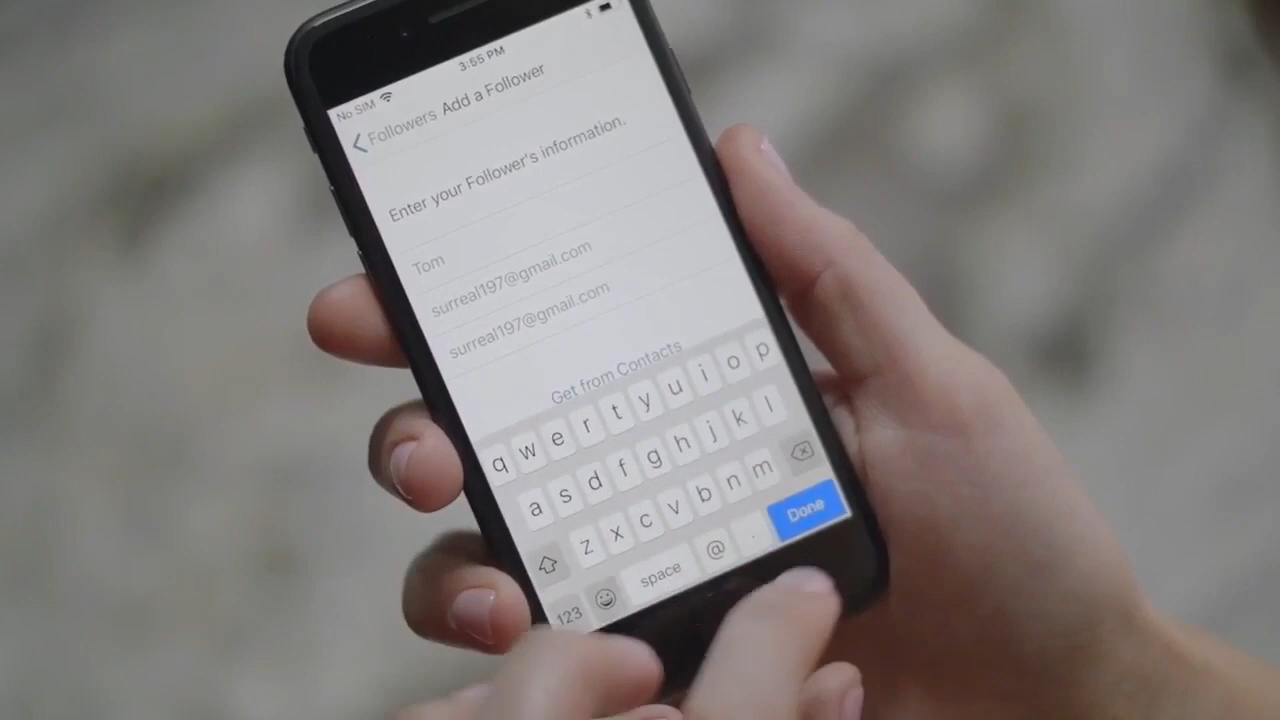 3:55 PM
No SIM
Followers Add a Follower
Enter your Follower's information.
Tom
surreal197@gmail.com
surreal197@gmail.com
Get from Contacts
q w e r t y u i o p
a s d f g h j k l
z x c v b n m
123 space @ . Done